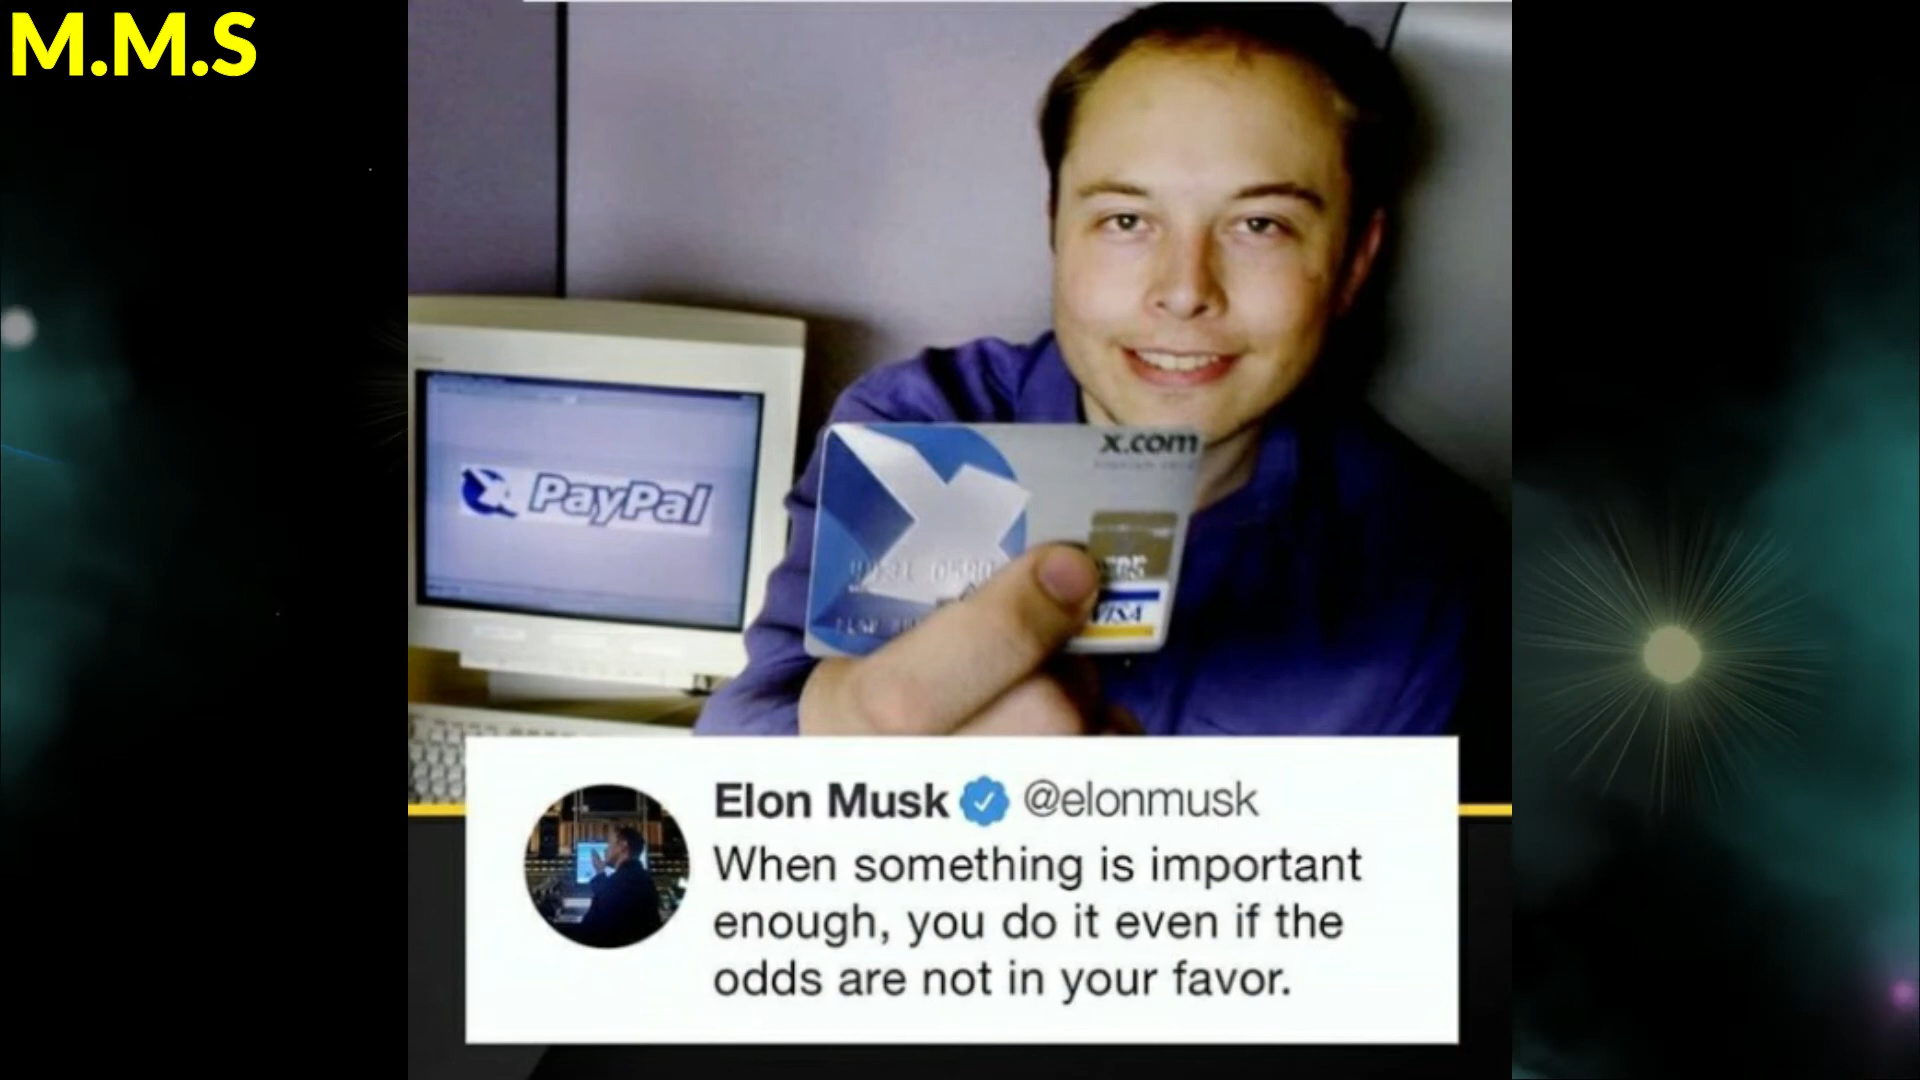 M.M.S
x.com
PayPal
VISA
Elon Musk @elonmusk
When something is important
enough, you do it even if the
odds are not in your favor.